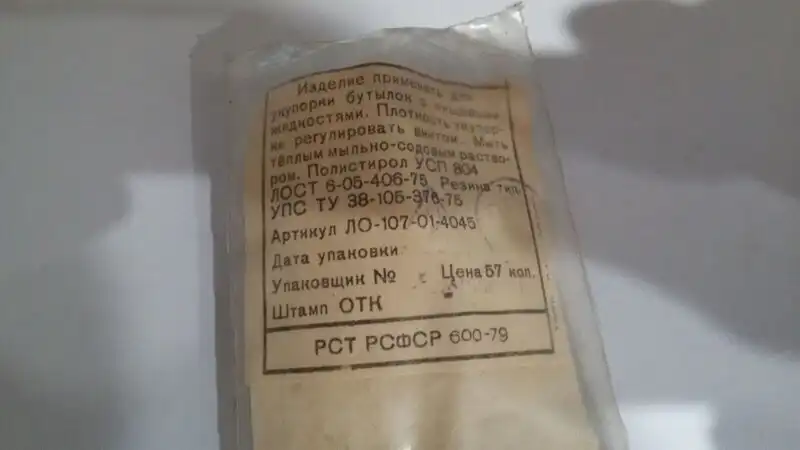 Изделие применять для
укупорки бутылок с пищевыми
жидкостями. Плотность укупор-
ки регулировать винтом. Мыть
тёплым мыльно-содовым раство-
ром. Полистирол УСП 804
ЛОСТ 6-05-406-75 Резина тип.
УПС ТУ 38-105-376-75
Артикул ЛО-107-01-4045
Дата упаковки
Упаковщик № Цена 57 коп.
Штамп ОТК
РСТ РСФСР 600-79